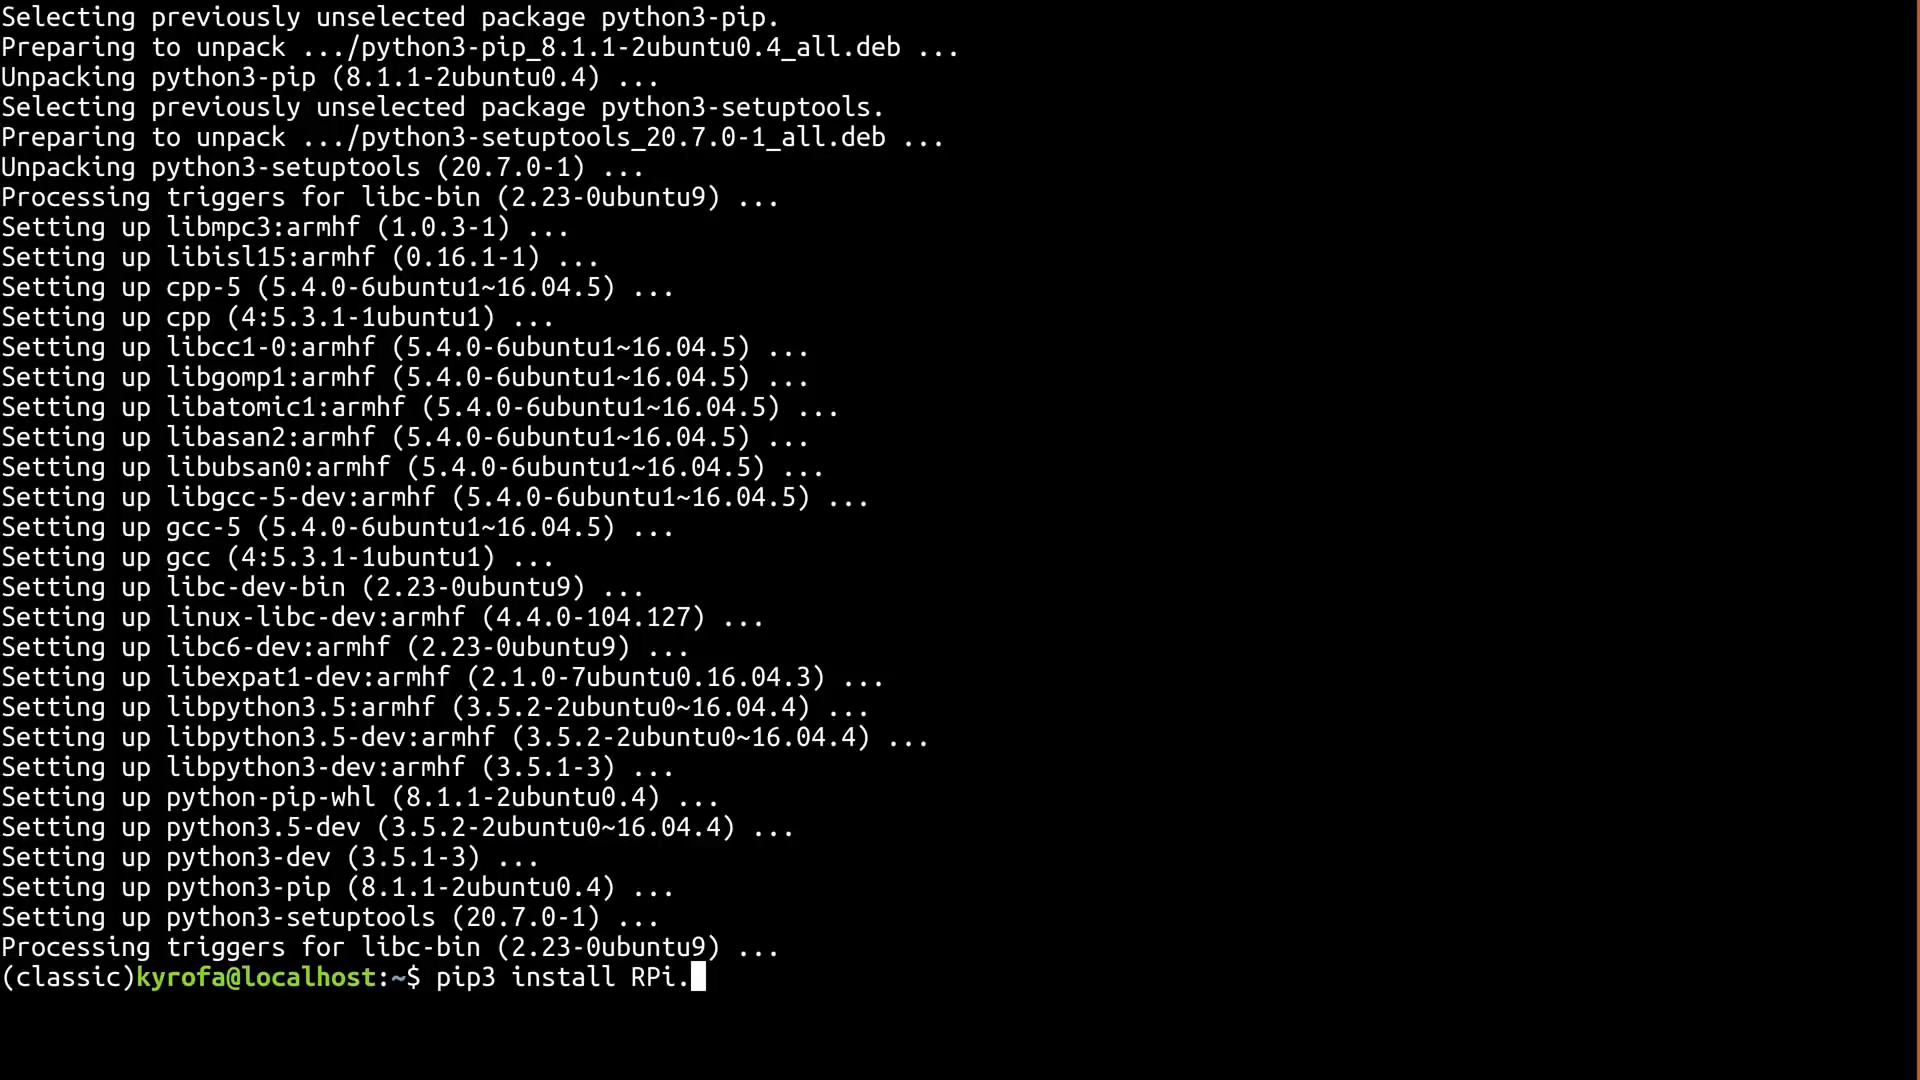 Selecting previously unselected package python3-pip.
Preparing to unpack .../python3-pip_8.1.1-2ubuntu0.4_all.deb ...
Unpacking python3-pip (8.1.1-2ubuntu0.4) ...
Selecting previously unselected package python3-setuptools.
Preparing to unpack .../python3-setuptools_20.7.0-1_all.deb ...
Unpacking python3-setuptools (20.7.0-1) ...
Processing triggers for libc-bin (2.23-0ubuntu9) ...
Setting up libmpc3:armhf (1.0.3-1) ...
Setting up libisl15:armhf (0.16.1-1) ...
Setting up cpp-5 (5.4.0-6ubuntu1~16.04.5) ...
Setting up cpp (4:5.3.1-1ubuntu1) ...
Setting up libcc1-0:armhf (5.4.0-6ubuntu1~16.04.5) ...
Setting up libgomp1:armhf (5.4.0-6ubuntu1~16.04.5) ...
Setting up libatomic1:armhf (5.4.0-6ubuntu1~16.04.5) ...
Setting up libasan2:armhf (5.4.0-6ubuntu1~16.04.5) ...
Setting up libubsan0:armhf (5.4.0-6ubuntu1~16.04.5) ...
Setting up libgcc-5-dev:armhf (5.4.0-6ubuntu1~16.04.5) ...
Setting up gcc-5 (5.4.0-6ubuntu1~16.04.5) ...
Setting up gcc (4:5.3.1-1ubuntu1) ...
Setting up libc-dev-bin (2.23-0ubuntu9) ...
Setting up linux-libc-dev:armhf (4.4.0-104.127) ...
Setting up libc6-dev:armhf (2.23-0ubuntu9) ...
Setting up libexpat1-dev:armhf (2.1.0-7ubuntu0.16.04.3) ...
Setting up libpython3.5:armhf (3.5.2-2ubuntu0~16.04.4) ...
Setting up libpython3.5-dev:armhf (3.5.2-2ubuntu0~16.04.4) ...
Setting up libpython3-dev:armhf (3.5.1-3) ...
Setting up python-pip-whl (8.1.1-2ubuntu0.4) ...
Setting up python3.5-dev (3.5.2-2ubuntu0~16.04.4) ...
Setting up python3-dev (3.5.1-3) ...
Setting up python3-pip (8.1.1-2ubuntu0.4) ...
Setting up python3-setuptools (20.7.0-1) ...
Processing triggers for libc-bin (2.23-0ubuntu9) ...
(classic)kyrofa@localhost:~$ pip3 install RPi.